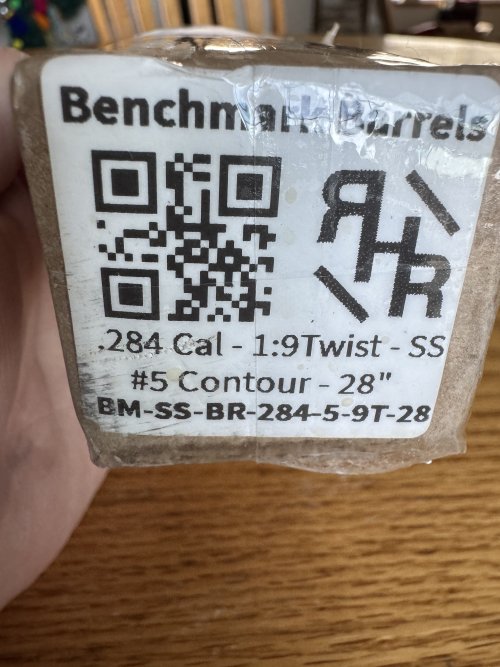 Benchmark Barrels
RHR
.284 Cal - 1:9Twist - SS
#5 Contour - 28"
BM-SS-BR-284-5-9T-28